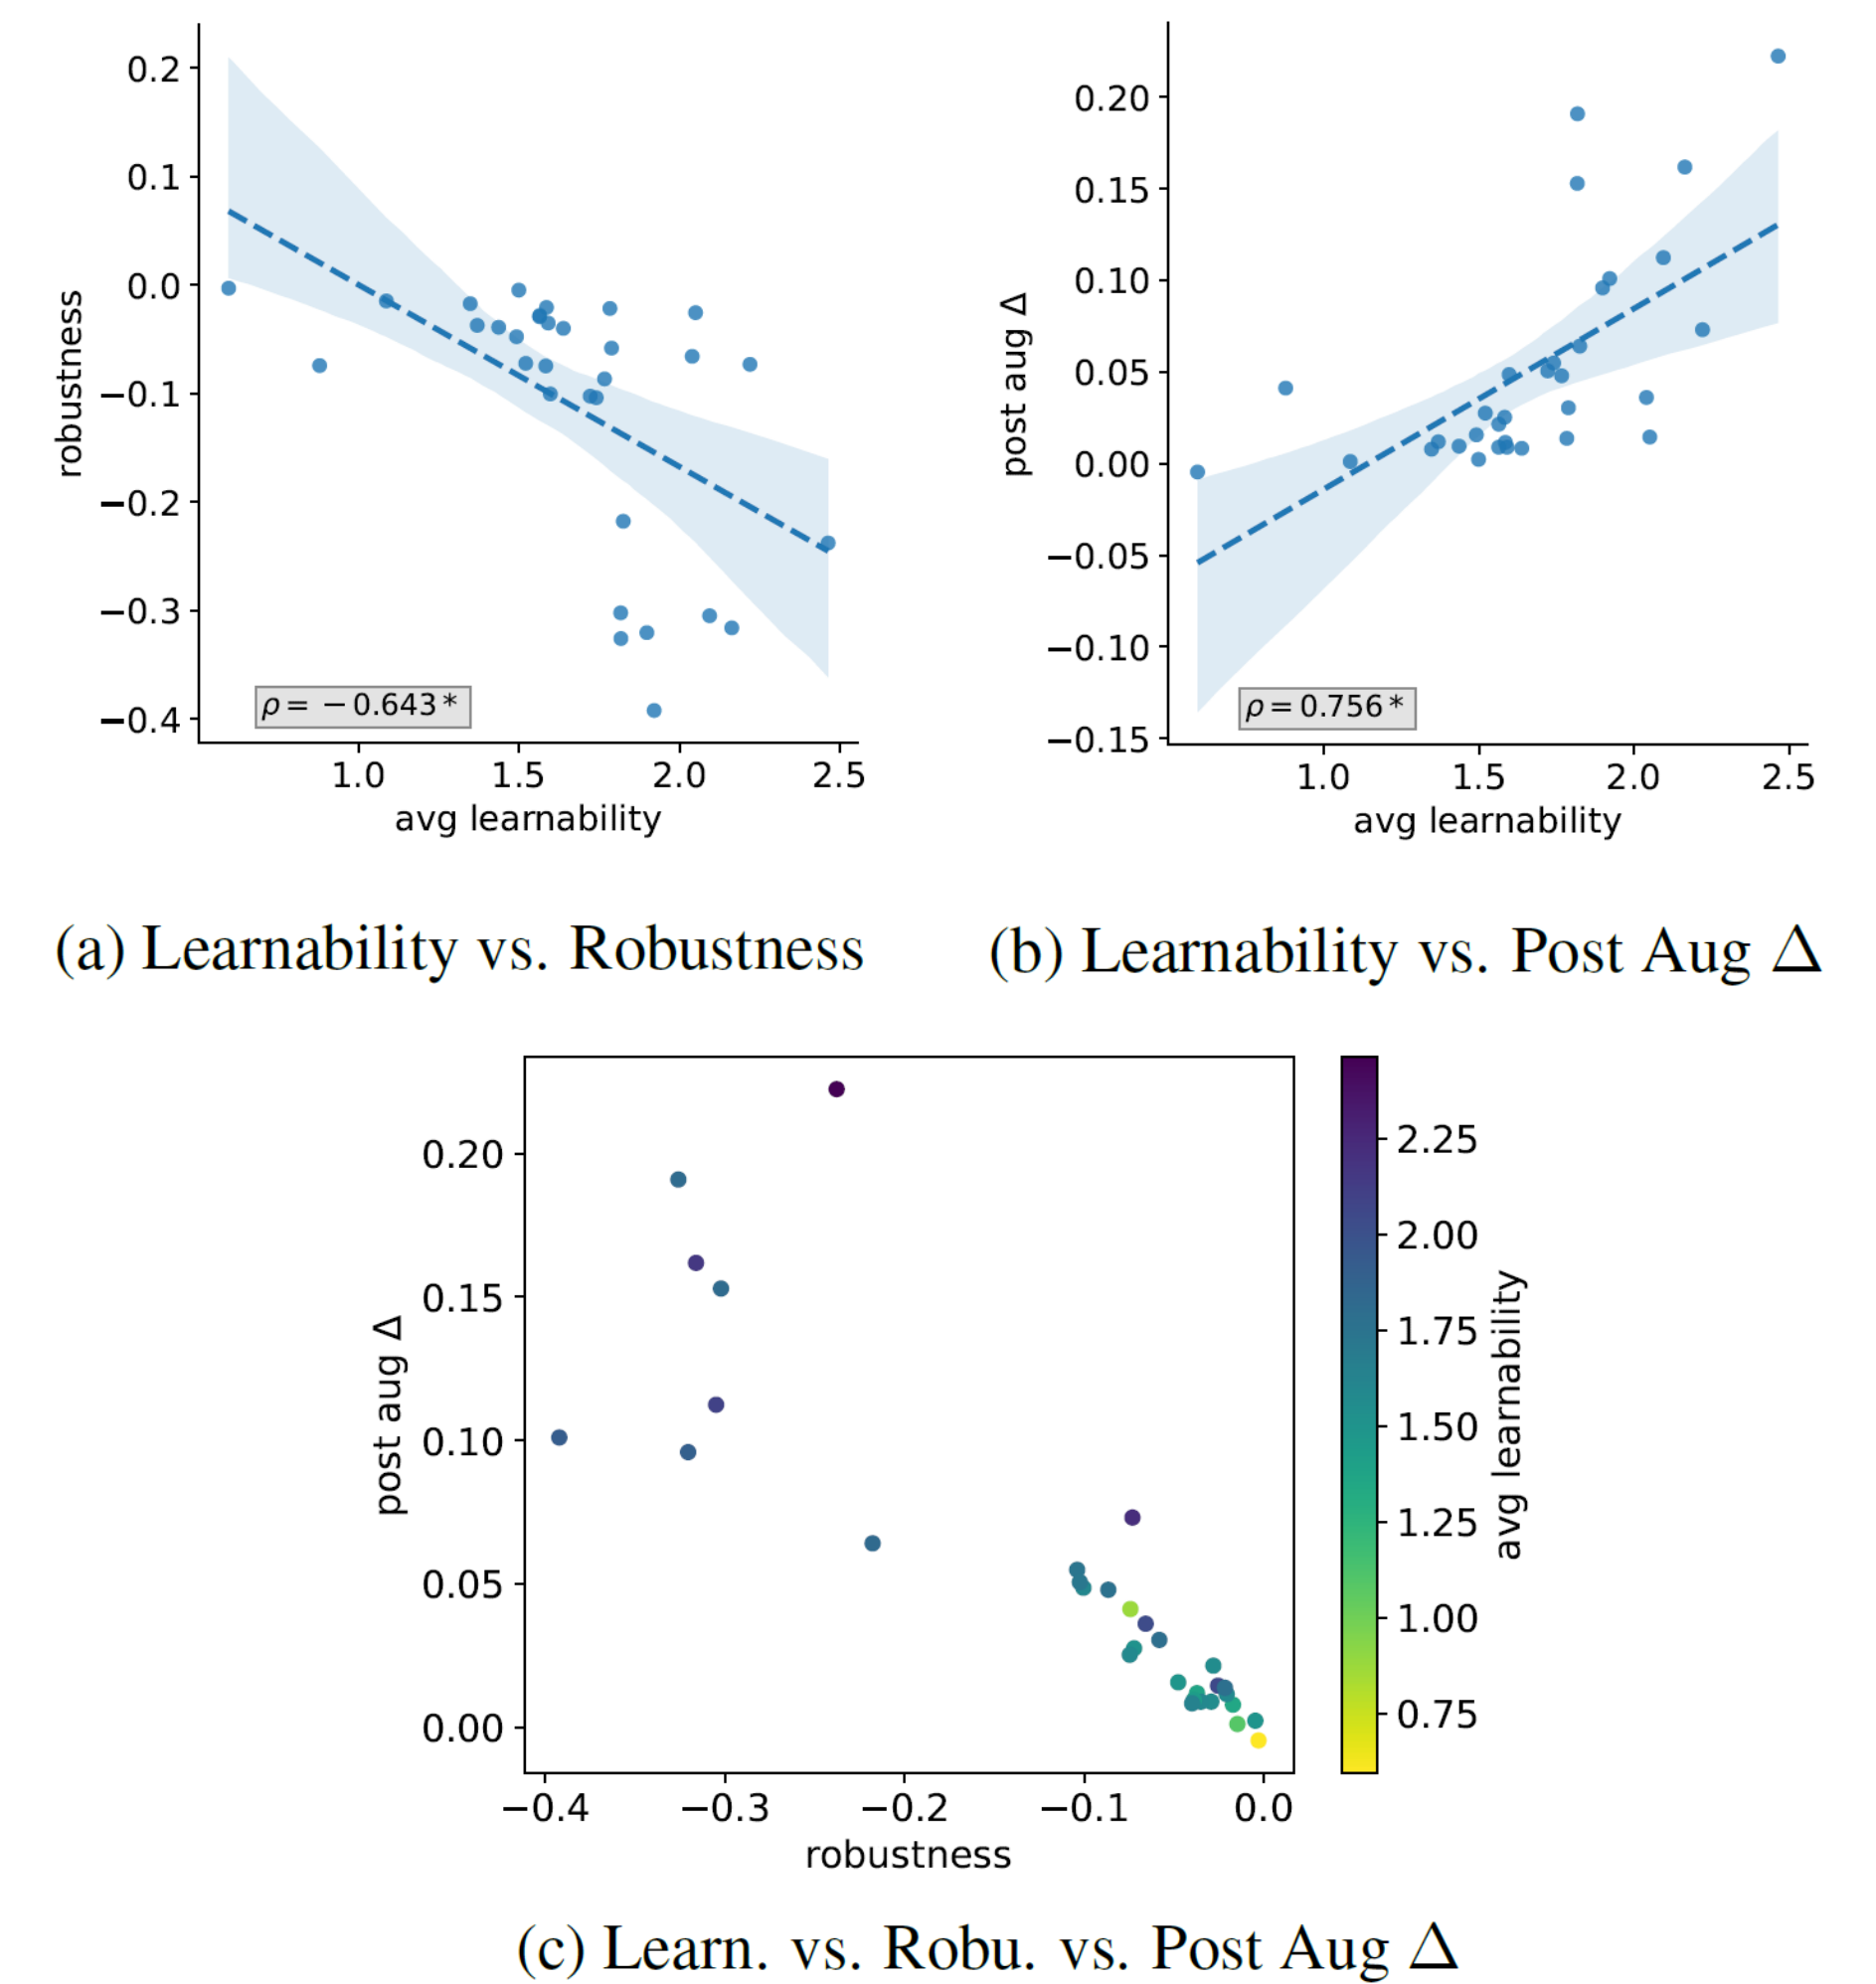 robustness
0.2
0.1
0.0
−0.1
−0.2
−0.3
−0.4
ρ = −0.643 *
1.0 1.5 2.0 2.5
avg learnability
(a) Learnability vs. Robustness
post aug Δ
0.20
0.15
0.10
0.05
0.00
−0.05
−0.10
−0.15
ρ = 0.756 *
1.0 1.5 2.0 2.5
avg learnability
(b) Learnability vs. Post Aug Δ
post aug Δ
0.20
0.15
0.10
0.05
0.00
−0.4 −0.3 −0.2 −0.1 0.0
robustness
2.25
2.00
1.75
1.50
1.25
1.00
0.75
avg learnability
(c) Learn. vs. Robu. vs. Post Aug Δ